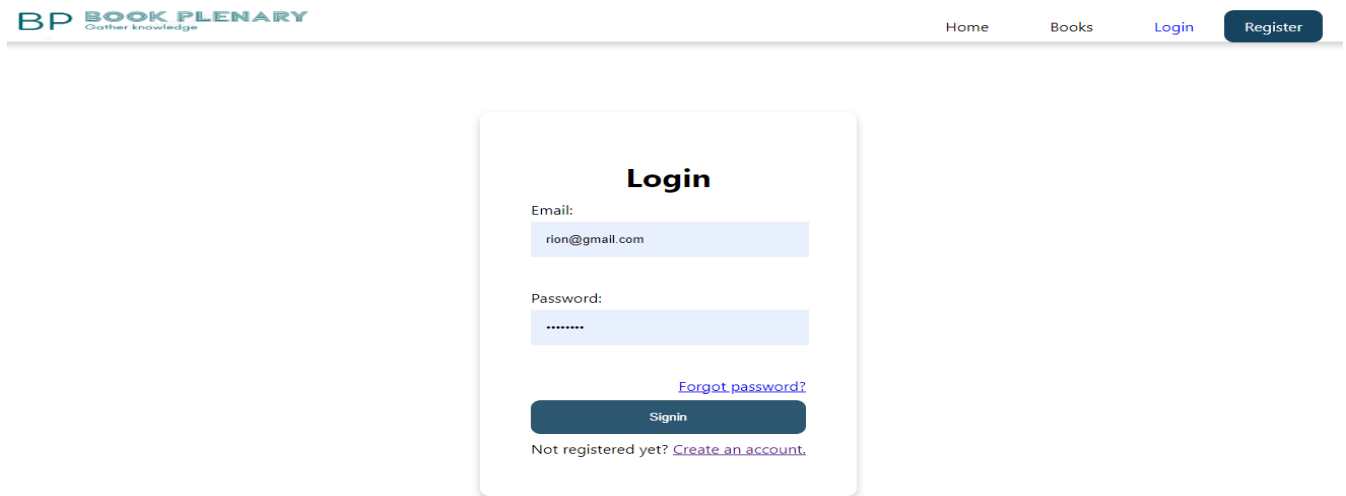 BP BOOK PLENARY
Gather knowledge
Home Books Login Register
Login
Email:
rion@gmail.com
Password:
••••••••
Forgot password?
Signin
Not registered yet? Create an account.